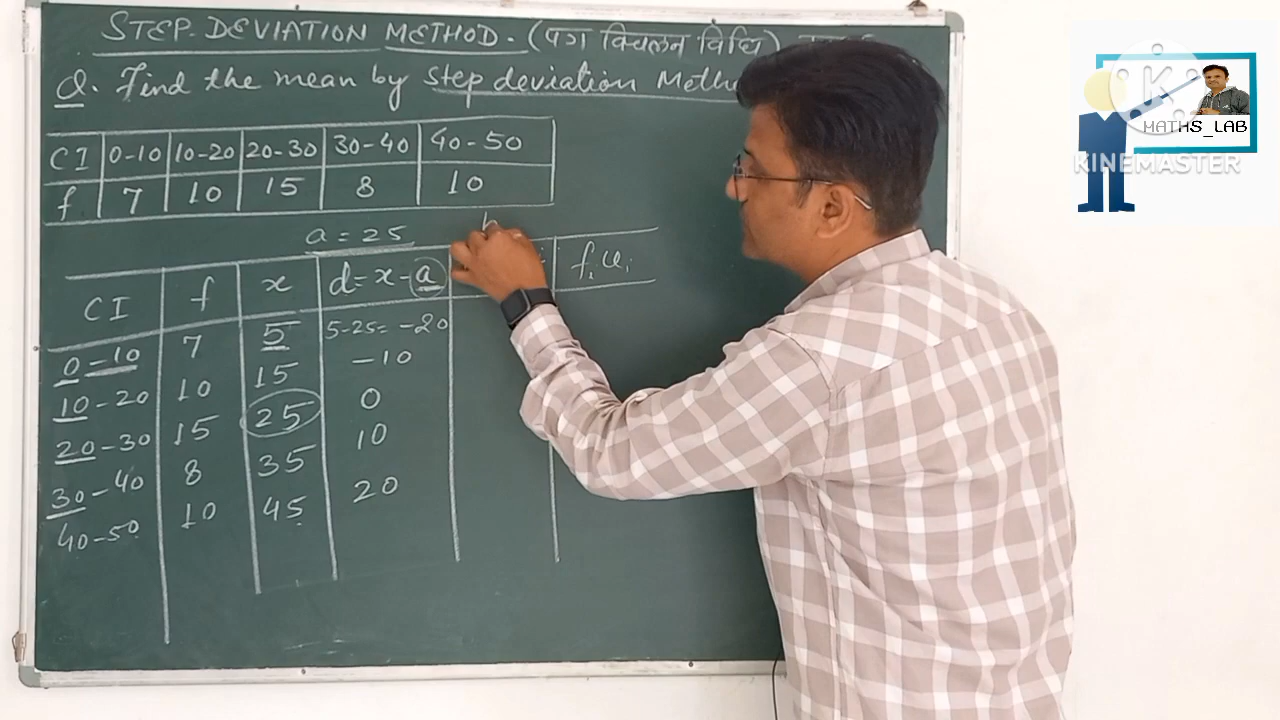 STEP-DEVIATION METHOD. (पग विचलन विधि)
Q. Find the mean by Step deviation
CI 0-10 10-20 20-30 30-40 40-50
f 7 10 15 8 10
a = 25
CI f x d=x-a fᵢuᵢ
0-10 7 5 5-25= -20
10-20 10 15 -10
20-30 15 25 0
30-40 8 35 10
40-50 10 45 20
K
MATHS_LAB
KINEMASTER